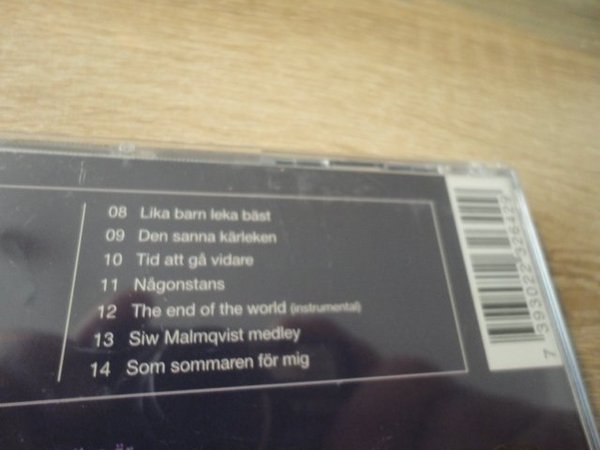 08 Lika barn leka bäst
09 Den sanna kärleken
10 Tid att gå vidare
11 Någonstans
12 The end of the world (instrumental)
13 Siw Malmqvist medley
14 Som sommaren för mig